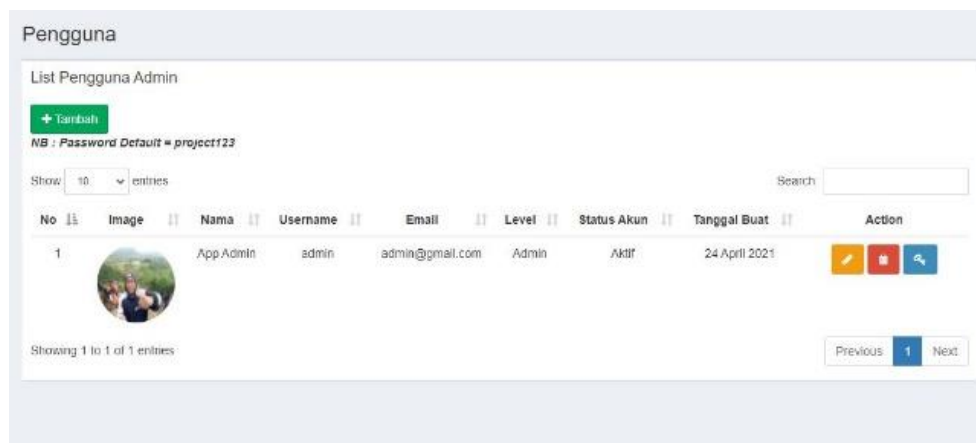 Pengguna
List Pengguna Admin
+ Tambah
NB : Password Default = project123
Show 10 entries
Search
No Image Nama Username Email Level Status Akun Tanggal Buat Action
1 App Admin admin admin@gmail.com Admin Aktif 24 April 2021
Showing 1 to 1 of 1 entries
Previous 1 Next